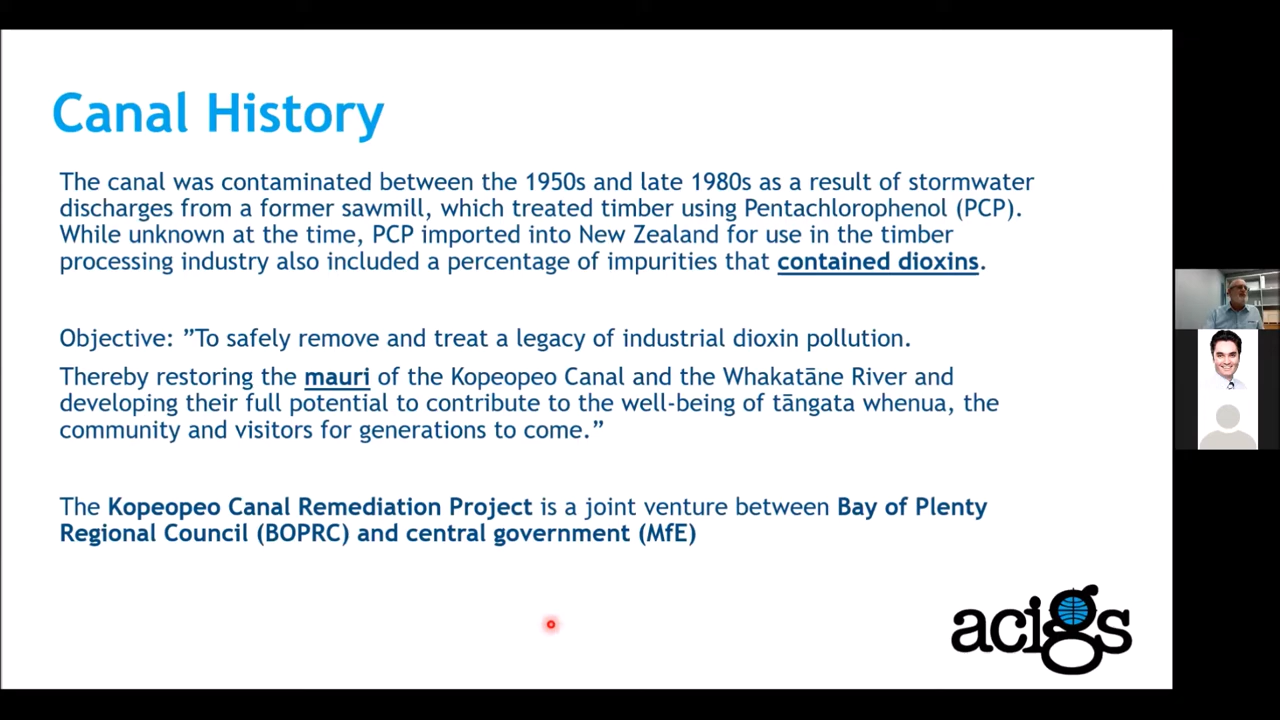 Canal History
The canal was contaminated between the 1950s and late 1980s as a result of stormwater
discharges from a former sawmill, which treated timber using Pentachlorophenol (PCP).
While unknown at the time, PCP imported into New Zealand for use in the timber
processing industry also included a percentage of impurities that contained dioxins.
Objective: ”To safely remove and treat a legacy of industrial dioxin pollution.
Thereby restoring the mauri of the Kopeopeo Canal and the Whakatāne River and
developing their full potential to contribute to the well-being of tāngata whenua, the
community and visitors for generations to come.”
The Kopeopeo Canal Remediation Project is a joint venture between Bay of Plenty
Regional Council (BOPRC) and central government (MfE)
acigs